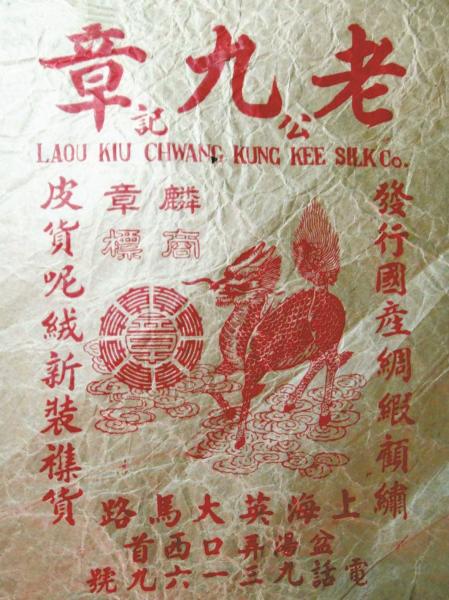 老九章
公記
LAOU KIU CHWANG KUNG KEE SILK Co.
發行國產綢緞顧繡
麟章
商標
章
皮貨呢絨新裝襍貨
上海英大馬路
盆湯弄口西首
電話九三一六九號